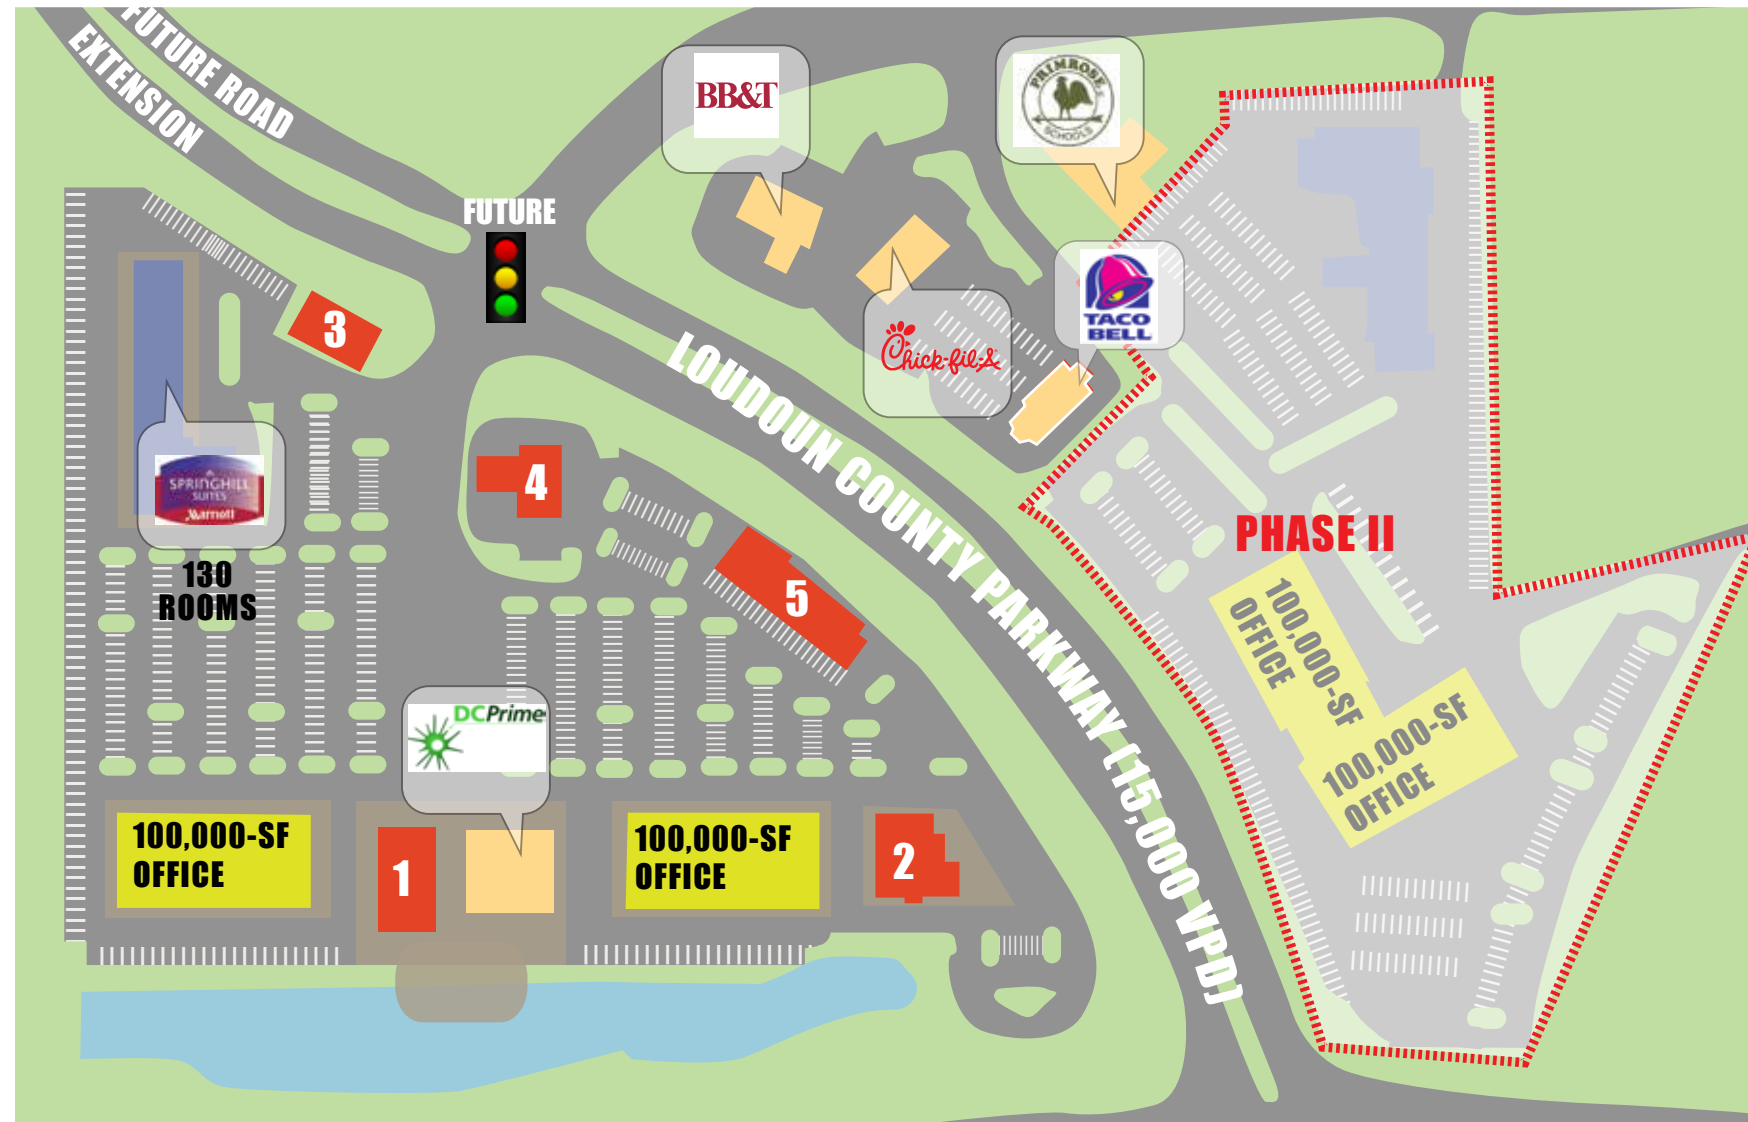 FUTURE ROAD
EXTENSION
BB&T
PRIMROSE
SCHOOLS
FUTURE
TACO
BELL
3
Chick-fil-A
LOUDOUN COUNTY PARKWAY (15,000 VPD)
4
SPRINGHILL
SUITES
Marriott
PHASE II
130
ROOMS
5
100,000-SF
OFFICE
100,000-SF
OFFICE
DCPrime
100,000-SF
OFFICE
1
100,000-SF
OFFICE
2